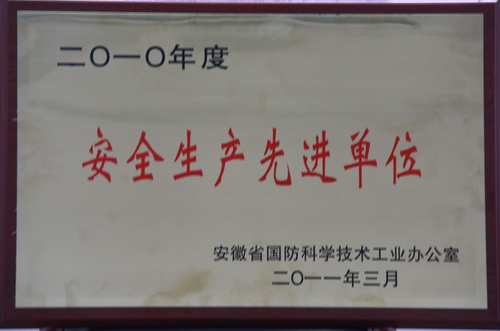 二〇一〇年度
安全生产先进单位
安徽省国防科学技术工业办公室
二〇一一年三月